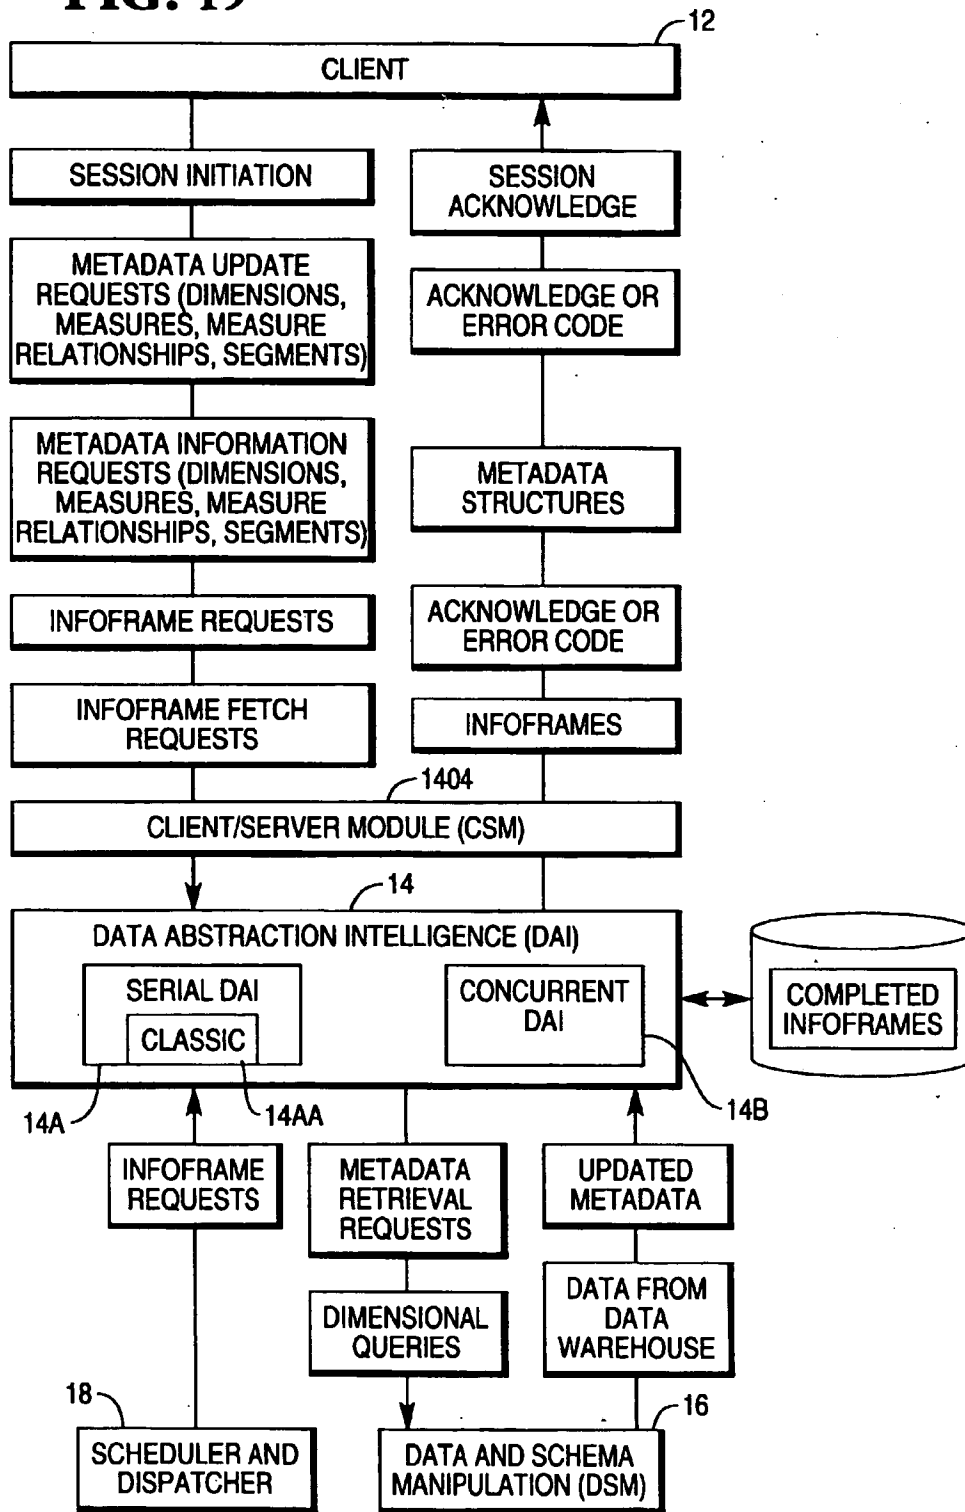 FIG.
12
CLIENT
SESSION INITIATION
SESSION
ACKNOWLEDGE
METADATA UPDATE
REQUESTS (DIMENSIONS,
MEASURES, MEASURE
RELATIONSHIPS, SEGMENTS)
ACKNOWLEDGE OR
ERROR CODE
METADATA INFORMATION
REQUESTS (DIMENSIONS,
MEASURES, MEASURE
RELATIONSHIPS, SEGMENTS)
METADATA
STRUCTURES
INFOFRAME REQUESTS
ACKNOWLEDGE OR
ERROR CODE
INFOFRAME FETCH
REQUESTS
INFOFRAMES
1404
CLIENT/SERVER MODULE (CSM)
14
DATA ABSTRACTION INTELLIGENCE (DAI)
SERIAL DAI
CLASSIC
CONCURRENT
DAI
COMPLETED
INFOFRAMES
14A
14AA
14B
INFOFRAME
REQUESTS
METADATA
RETRIEVAL
REQUESTS
UPDATED
METADATA
DIMENSIONAL
QUERIES
DATA FROM
DATA
WAREHOUSE
18
16
SCHEDULER AND
DISPATCHER
DATA AND SCHEMA
MANIPULATION (DSM)